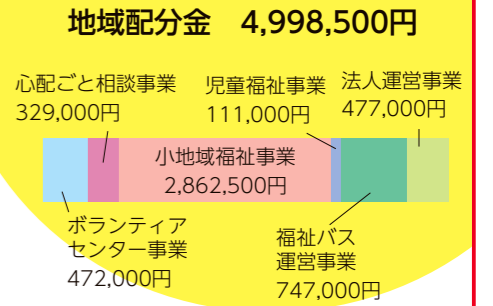 地域配分金　4,998,500円
心配ごと相談事業
329,000円
児童福祉事業
111,000円
法人運営事業
477,000円
小地域福祉事業
2,862,500円
ボランティア
センター事業
472,000円
福祉バス
運営事業
747,000円